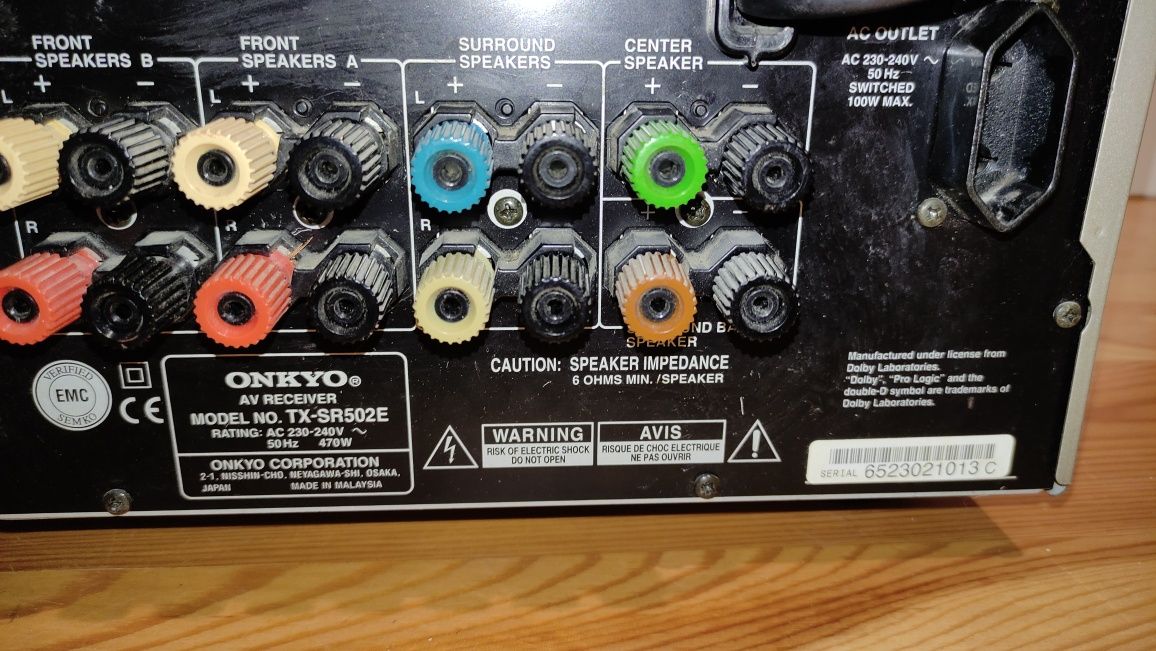 FRONT
SPEAKERS B
+ −
L
R
FRONT
SPEAKERS A
+ −
L
R
SURROUND
SPEAKERS
+ −
L
R
CENTER
SPEAKER
+ −
+ −
SPEAKER
AC OUTLET
AC 230-240V ~
50 Hz
SWITCHED
100W MAX.
CAUTION: SPEAKER IMPEDANCE
6 OHMS MIN. /SPEAKER
VERIFIED
EMC
SEMKO
CE
ONKYO®
AV RECEIVER
MODEL NO. TX-SR502E
RATING: AC 230-240V ~
50 Hz 470W
ONKYO CORPORATION
2-1, NISSHIN-CHO, NEYAGAWA-SHI, OSAKA,
JAPAN MADE IN MALAYSIA
WARNING
RISK OF ELECTRIC SHOCK
DO NOT OPEN
AVIS
RISQUE DE CHOC ELECTRIQUE
NE PAS OUVRIR
!
Manufactured under license from
Dolby Laboratories.
"Dolby", "Pro Logic" and the
double-D symbol are trademarks of
Dolby Laboratories.
SERIAL 6523021013 C